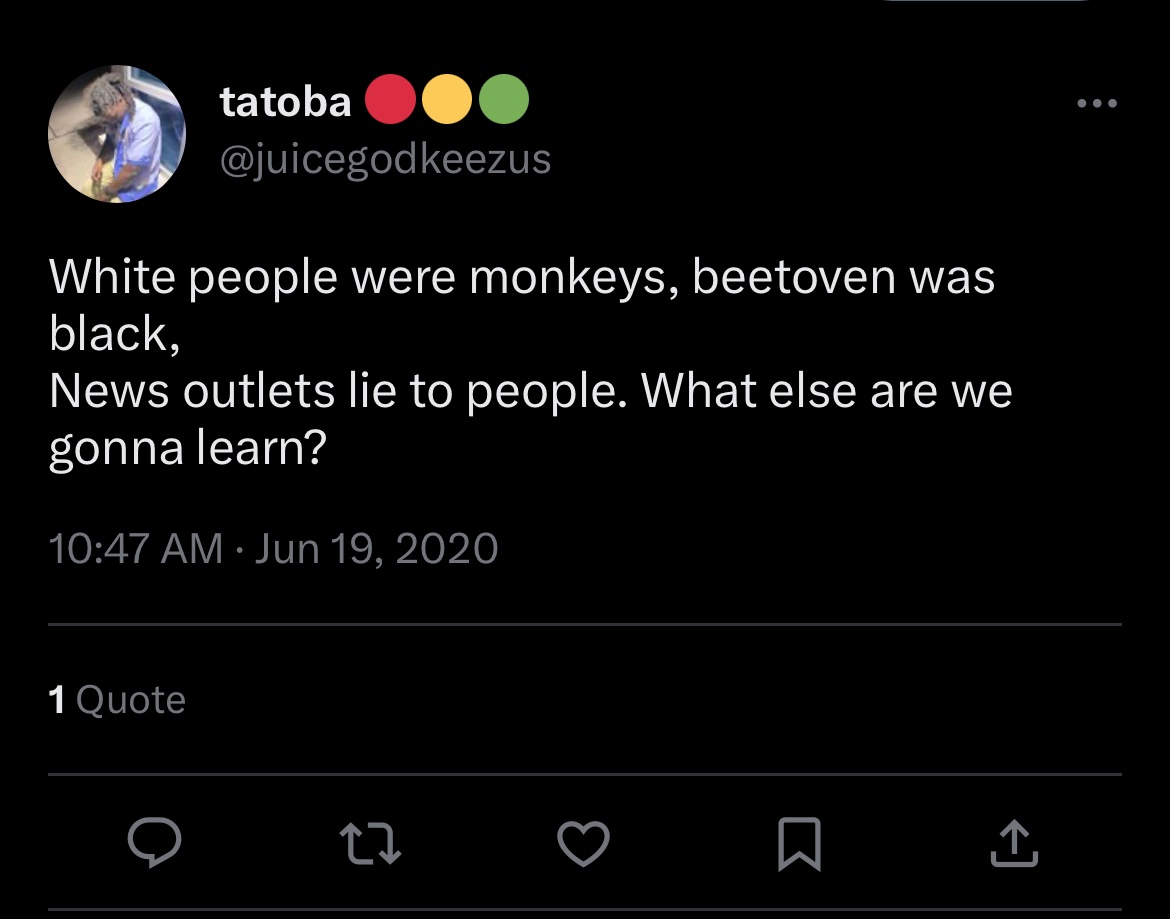 tatoba 🔴🟡🟢
@juicegodkeezus
White people were monkeys, beetoven was
black,
News outlets lie to people. What else are we
gonna learn?
10:47 AM · Jun 19, 2020
1 Quote